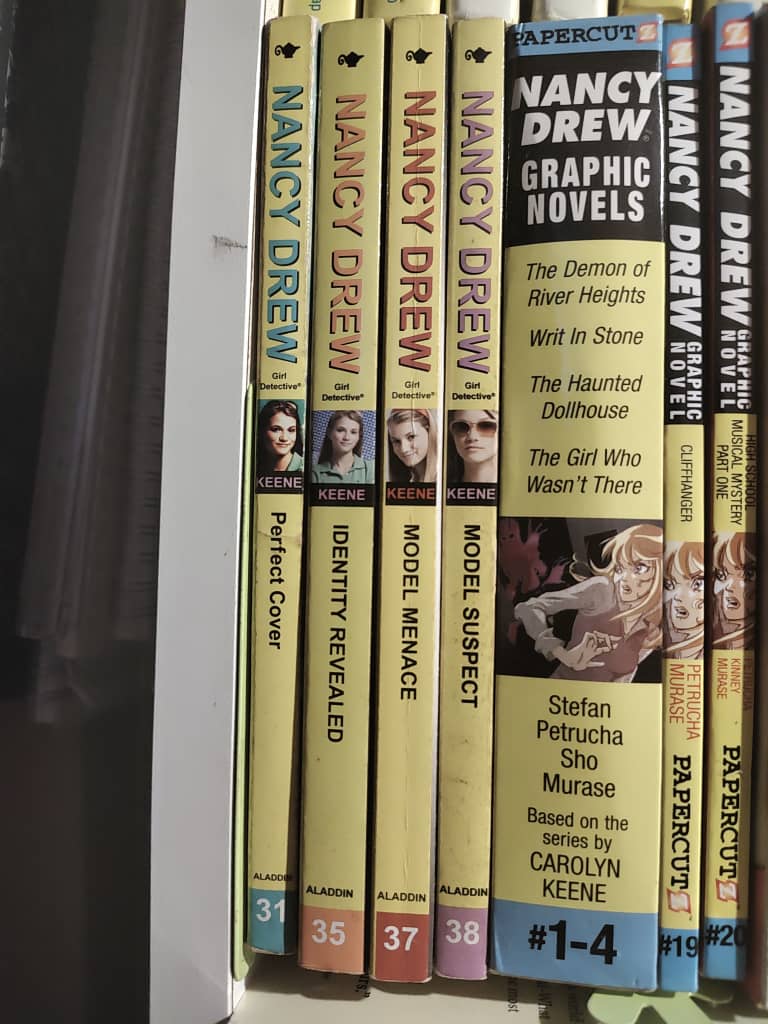 NANCY DREW
Girl
Detective®
KEENE
Perfect Cover
ALADDIN
31
NANCY DREW
Girl
Detective®
KEENE
IDENTITY REVEALED
ALADDIN
35
NANCY DREW
Girl
Detective®
KEENE
MODEL MENACE
ALADDIN
37
NANCY DREW
Girl
Detective®
KEENE
MODEL SUSPECT
ALADDIN
38
PAPERCUTZ
NANCY
DREW
GRAPHIC
NOVELS
The Demon of
River Heights
Writ In Stone
The Haunted
Dollhouse
The Girl Who
Wasn't There
Stefan
Petrucha
Sho
Murase
Based on the
series by
CAROLYN
KEENE
#1-4
Z
NANCY DREW
GRAPHIC
NOVEL
CLIFFHANGER
PETRUCHA
MURASE
PAPERCUTZ™
#19
Z
NANCY DREW
GRAPHIC
NOVEL
HIGH SCHOOL
MUSICAL MYSTERY
PART ONE
PETRUCHA
KINNEY
MURASE
PAPERCUTZ™
#20